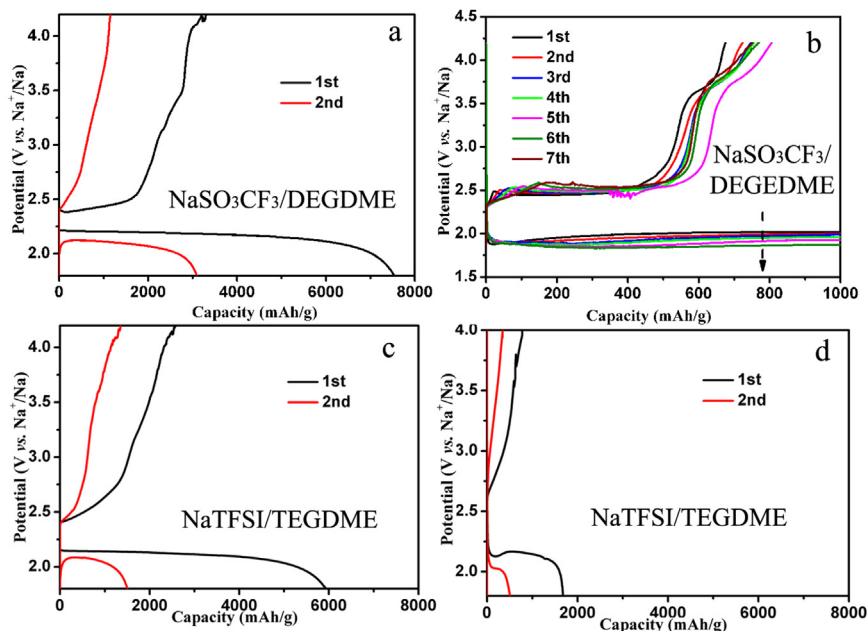 a
1st
2nd
NaSO₃CF₃/DEGDME
Potential (V vs. Na⁺/Na)
4.0
3.5
3.0
2.5
2.0
0 2000 4000 6000 8000
Capacity (mAh/g)
b
1st
2nd
3rd
4th
5th
6th
7th
NaSO₃CF₃/
DEGEDME
Potential (V vs. Na⁺/Na)
4.5
4.0
3.5
3.0
2.5
2.0
1.5
0 200 400 600 800 1000
Capacity (mAh/g)
c
1st
2nd
NaTFSI/TEGDME
Potential (V vs. Na⁺/Na)
4.0
3.5
3.0
2.5
2.0
0 2000 4000 6000 8000
Capacity (mAh/g)
d
1st
2nd
NaTFSI/TEGDME
Potential (V vs. Na⁺/Na)
4.0
3.5
3.0
2.5
2.0
0 2000 4000 6000 8000
Capacity (mAh/g)